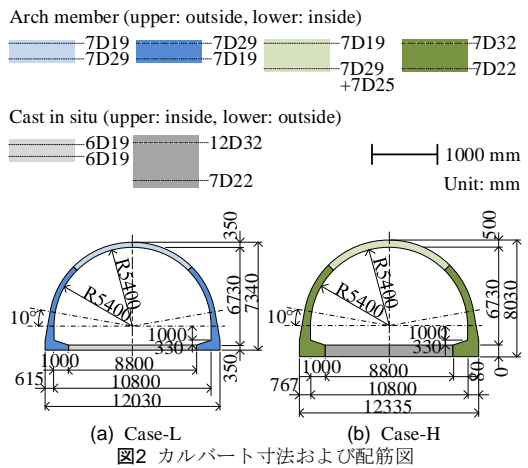 Arch member (upper: outside, lower: inside)
7D19
7D29
7D29
7D19
7D19
7D29
+7D25
7D32
7D22
Cast in situ (upper: inside, lower: outside)
6D19
6D19
12D32
7D22
1000 mm
Unit: mm
350
R5400
R5400
10°
6730
7340
1000
330
1000
8800
350
615
10800
12030
500
R5400
R5400
10°
6730
8030
1000
330
1000
8800
767
10800
12335
(a) Case-L
(b) Case-H
図2 カルバート寸法および配筋図